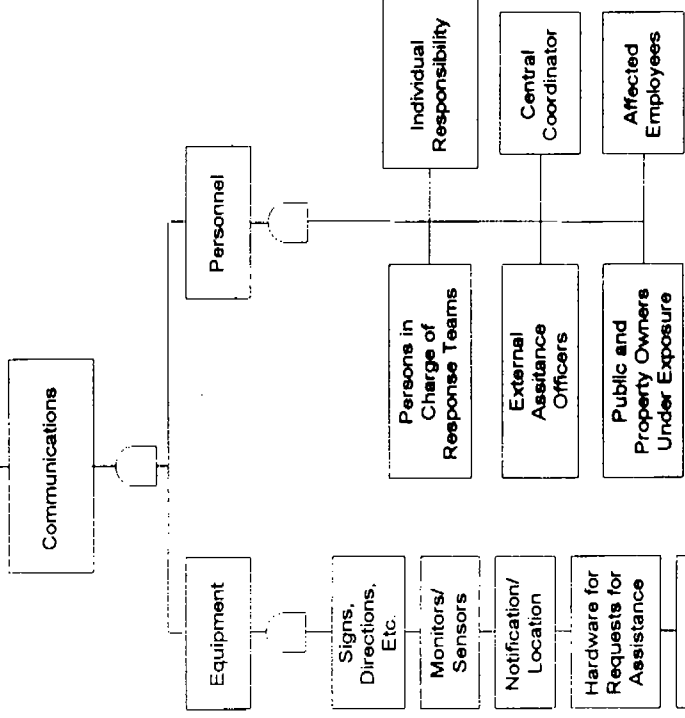 Communications
Equipment
Personnel
Signs,
Directions,
Etc.
Monitors/
Sensors
Notification/
Location
Hardware for
Requests for
Assistance
Persons in
Charge of
Response Teams
Individual
Responsibility
External
Assitance
Officers
Central
Coordinator
Public and
Property Owners
Under Exposure
Affected
Employees